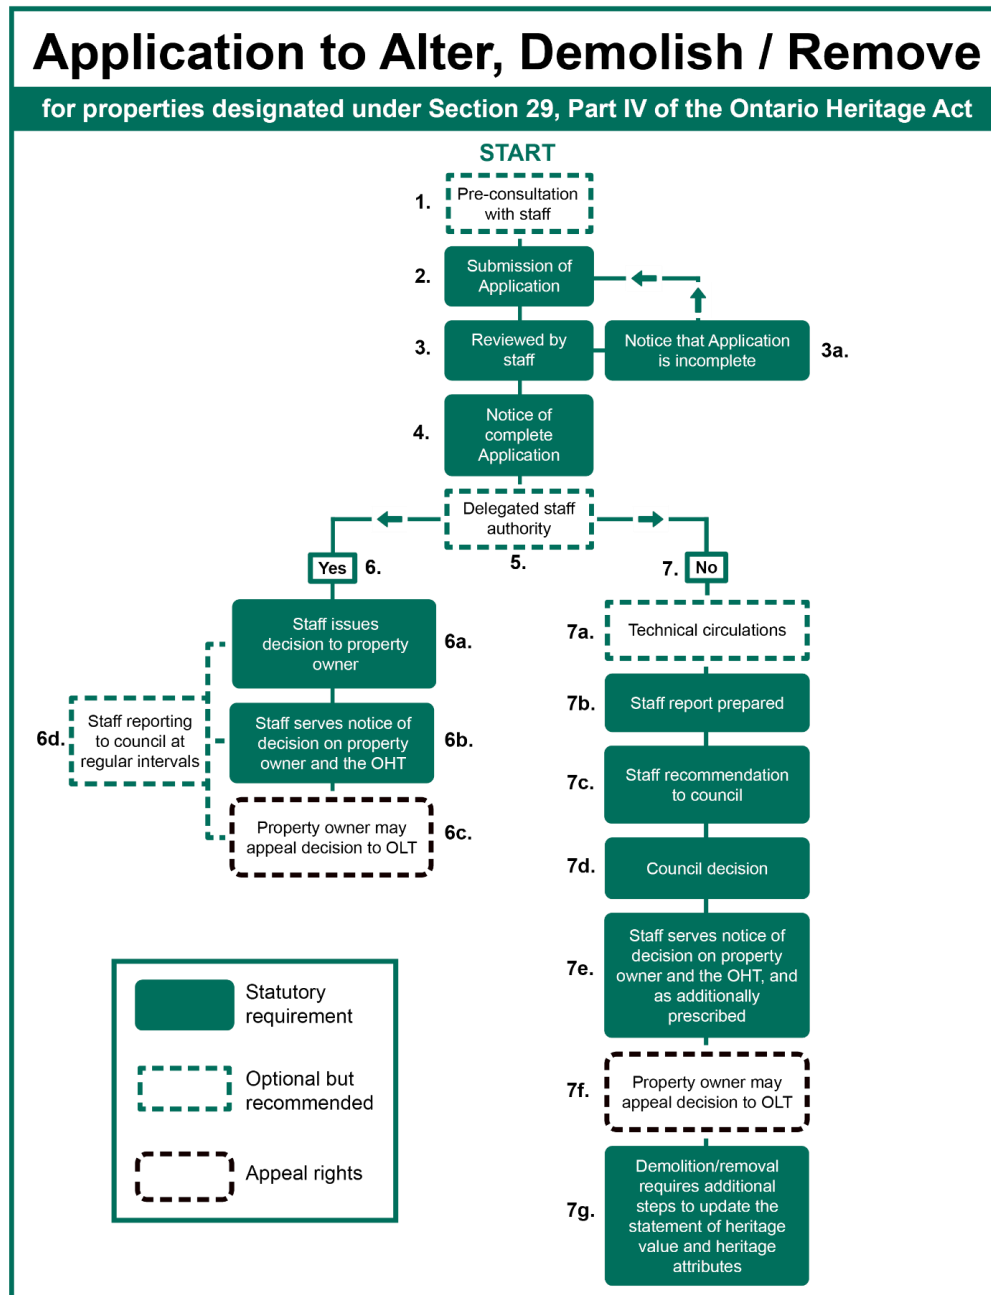 Application to Alter, Demolish / Remove
for properties designated under Section 29, Part IV of the Ontario Heritage Act
START
1.
Pre-consultation
with staff
2.
Submission of
Application
3.
Reviewed by
staff
Notice that Application
is incomplete
3a.
4.
Notice of
complete
Application
Delegated staff
authority
5.
Yes
6.
7.
No
Staff issues
decision to property
owner
6a.
Staff serves notice of
decision on property
owner and the OHT
6b.
Property owner may
appeal decision to OLT
6c.
6d.
Staff reporting
to council at
regular intervals
7a.
Technical circulations
7b.
Staff report prepared
7c.
Staff recommendation
to council
7d.
Council decision
7e.
Staff serves notice of
decision on property
owner and the OHT, and
as additionally
prescribed
7f.
Property owner may
appeal decision to OLT
7g.
Demolition/removal
requires additional
steps to update the
statement of heritage
value and heritage
attributes
Statutory
requirement
Optional but
recommended
Appeal rights